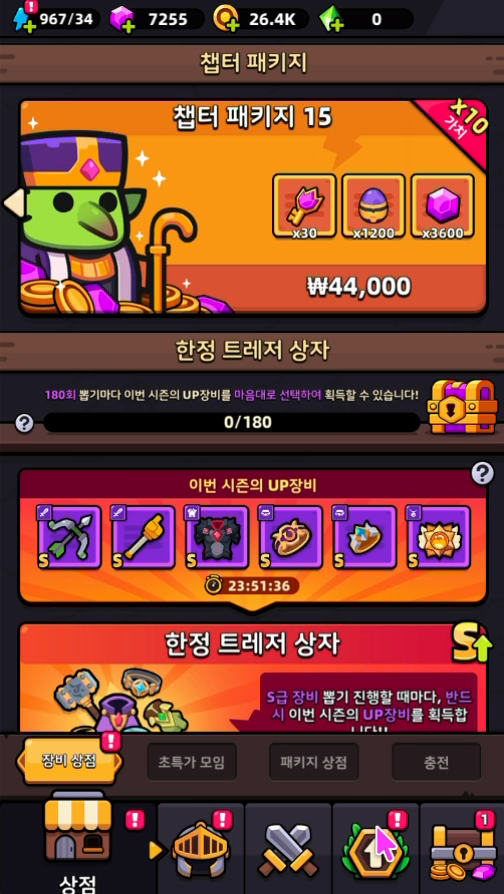 967/34
7255
26.4K
0
챕터 패키지
챕터 패키지 15
x10
가치
x30
x1200
x3600
₩44,000
한정 트레저 상자
180회 뽑기마다 이번 시즌의 UP장비를 마음대로 선택하여 획득할 수 있습니다!
?
0/180
?
이번 시즌의 UP장비
S S S S S S
23:51:36
한정 트레저 상자
S
S급 장비 뽑기 진행할 때마다, 반드
시 이번 시즌의 UP장비를 획득합
니다!!
장비 상점
초특가 모임
패키지 상점
충전
상점
1